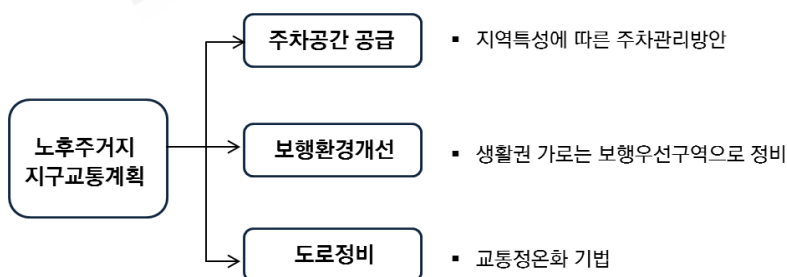 주차공간 공급
▪ 지역특성에 따른 주차관리방안
노후주거지
지구교통계획
보행환경개선
▪ 생활권 가로는 보행우선구역으로 정비
도로정비
▪ 교통정온화 기법